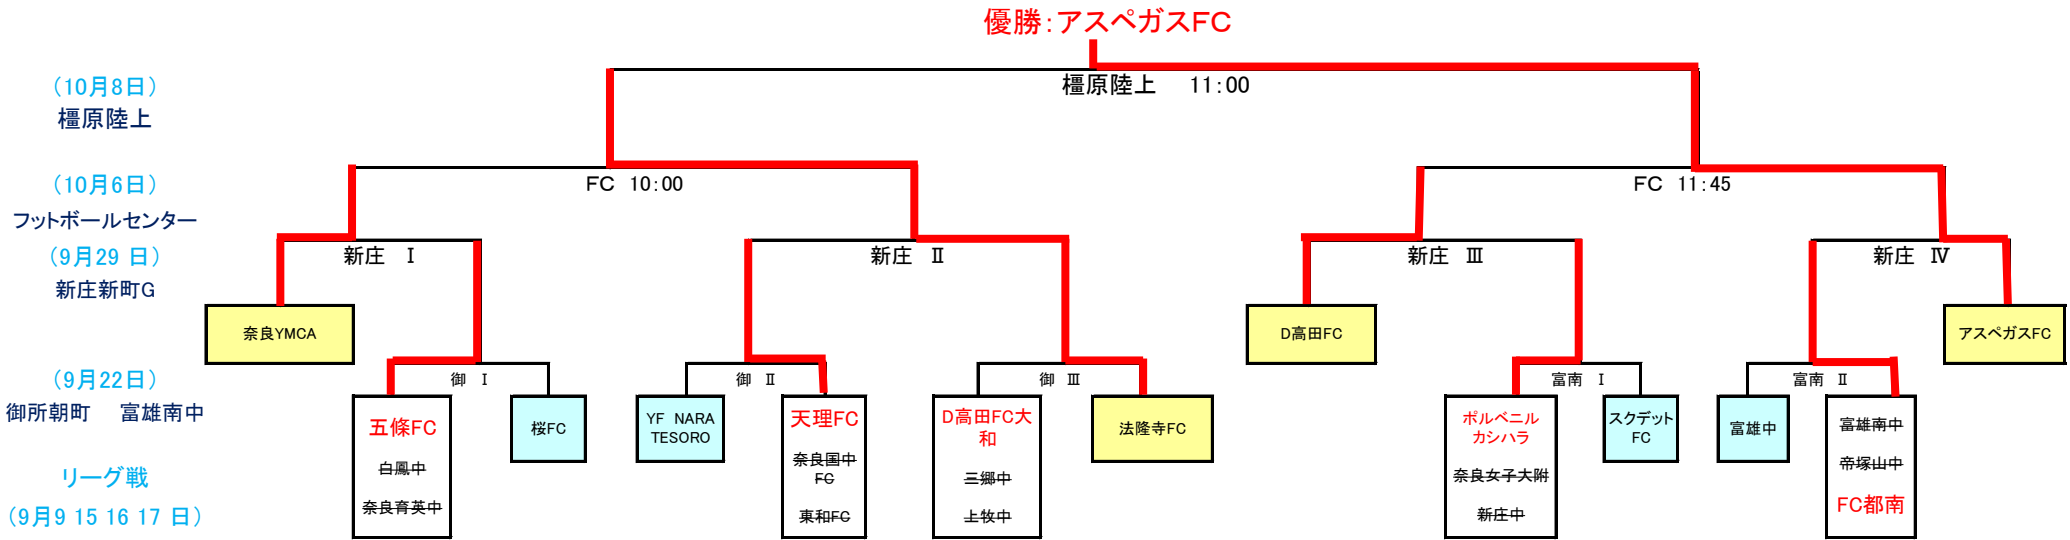 優勝：アスペガスFC
(10月8日)
橿原陸上
橿原陸上　11：00
(10月6日)
フットボールセンター
FC 10：00
FC 11：45
(9月29 日)
新庄新町G
新庄　Ⅰ
新庄　Ⅱ
新庄　Ⅲ
新庄　Ⅳ
奈良YMCA
D高田FC
アスペガスFC
(9月22日)
御所朝町　富雄南中
御　Ⅰ
御　Ⅱ
御　Ⅲ
富南　Ⅰ
富南　Ⅱ
五條FC
白鳳中
奈良育英中
桜FC
YF NARA
TESORO
天理FC
奈良国中
FC
東和FC
D高田FC大
和
三郷中
上牧中
法隆寺FC
ポルベニル
カシハラ
奈良女子大附
新庄中
スクデット
FC
富雄中
富雄南中
帝塚山中
FC都南
リーグ戦
(9月9 15 16 17 日)